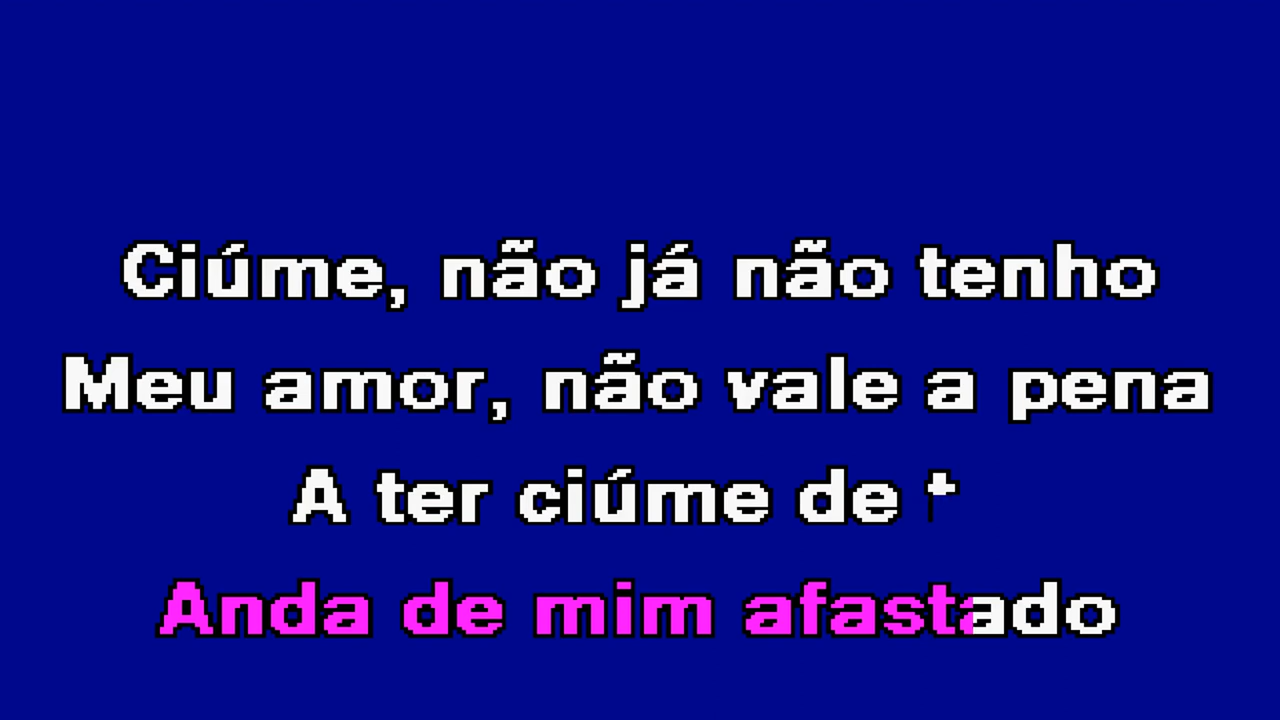 Ciúme, não já não tenho
Meu amor, não vale a pena
A ter ciúme de
Anda de mim afastado